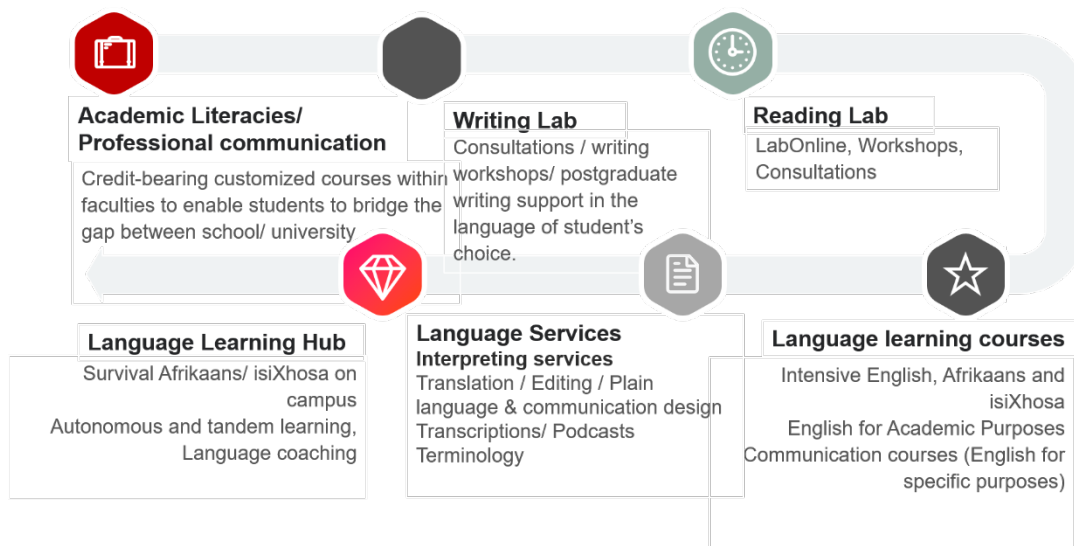 Academic Literacies/
Professional communication
Credit-bearing customized courses within
faculties to enable students to bridge the
gap between school/ university
Writing Lab
Consultations / writing
workshops/ postgraduate
writing support in the
language of student’s
choice.
Reading Lab
LabOnline, Workshops,
Consultations
Language Learning Hub
Survival Afrikaans/ isiXhosa on
campus
Autonomous and tandem learning,
Language coaching
Language Services
Interpreting services
Translation / Editing / Plain
language & communication design
Transcriptions/ Podcasts
Terminology
Language learning courses
Intensive English, Afrikaans and
isiXhosa
English for Academic Purposes
Communication courses (English for
specific purposes)